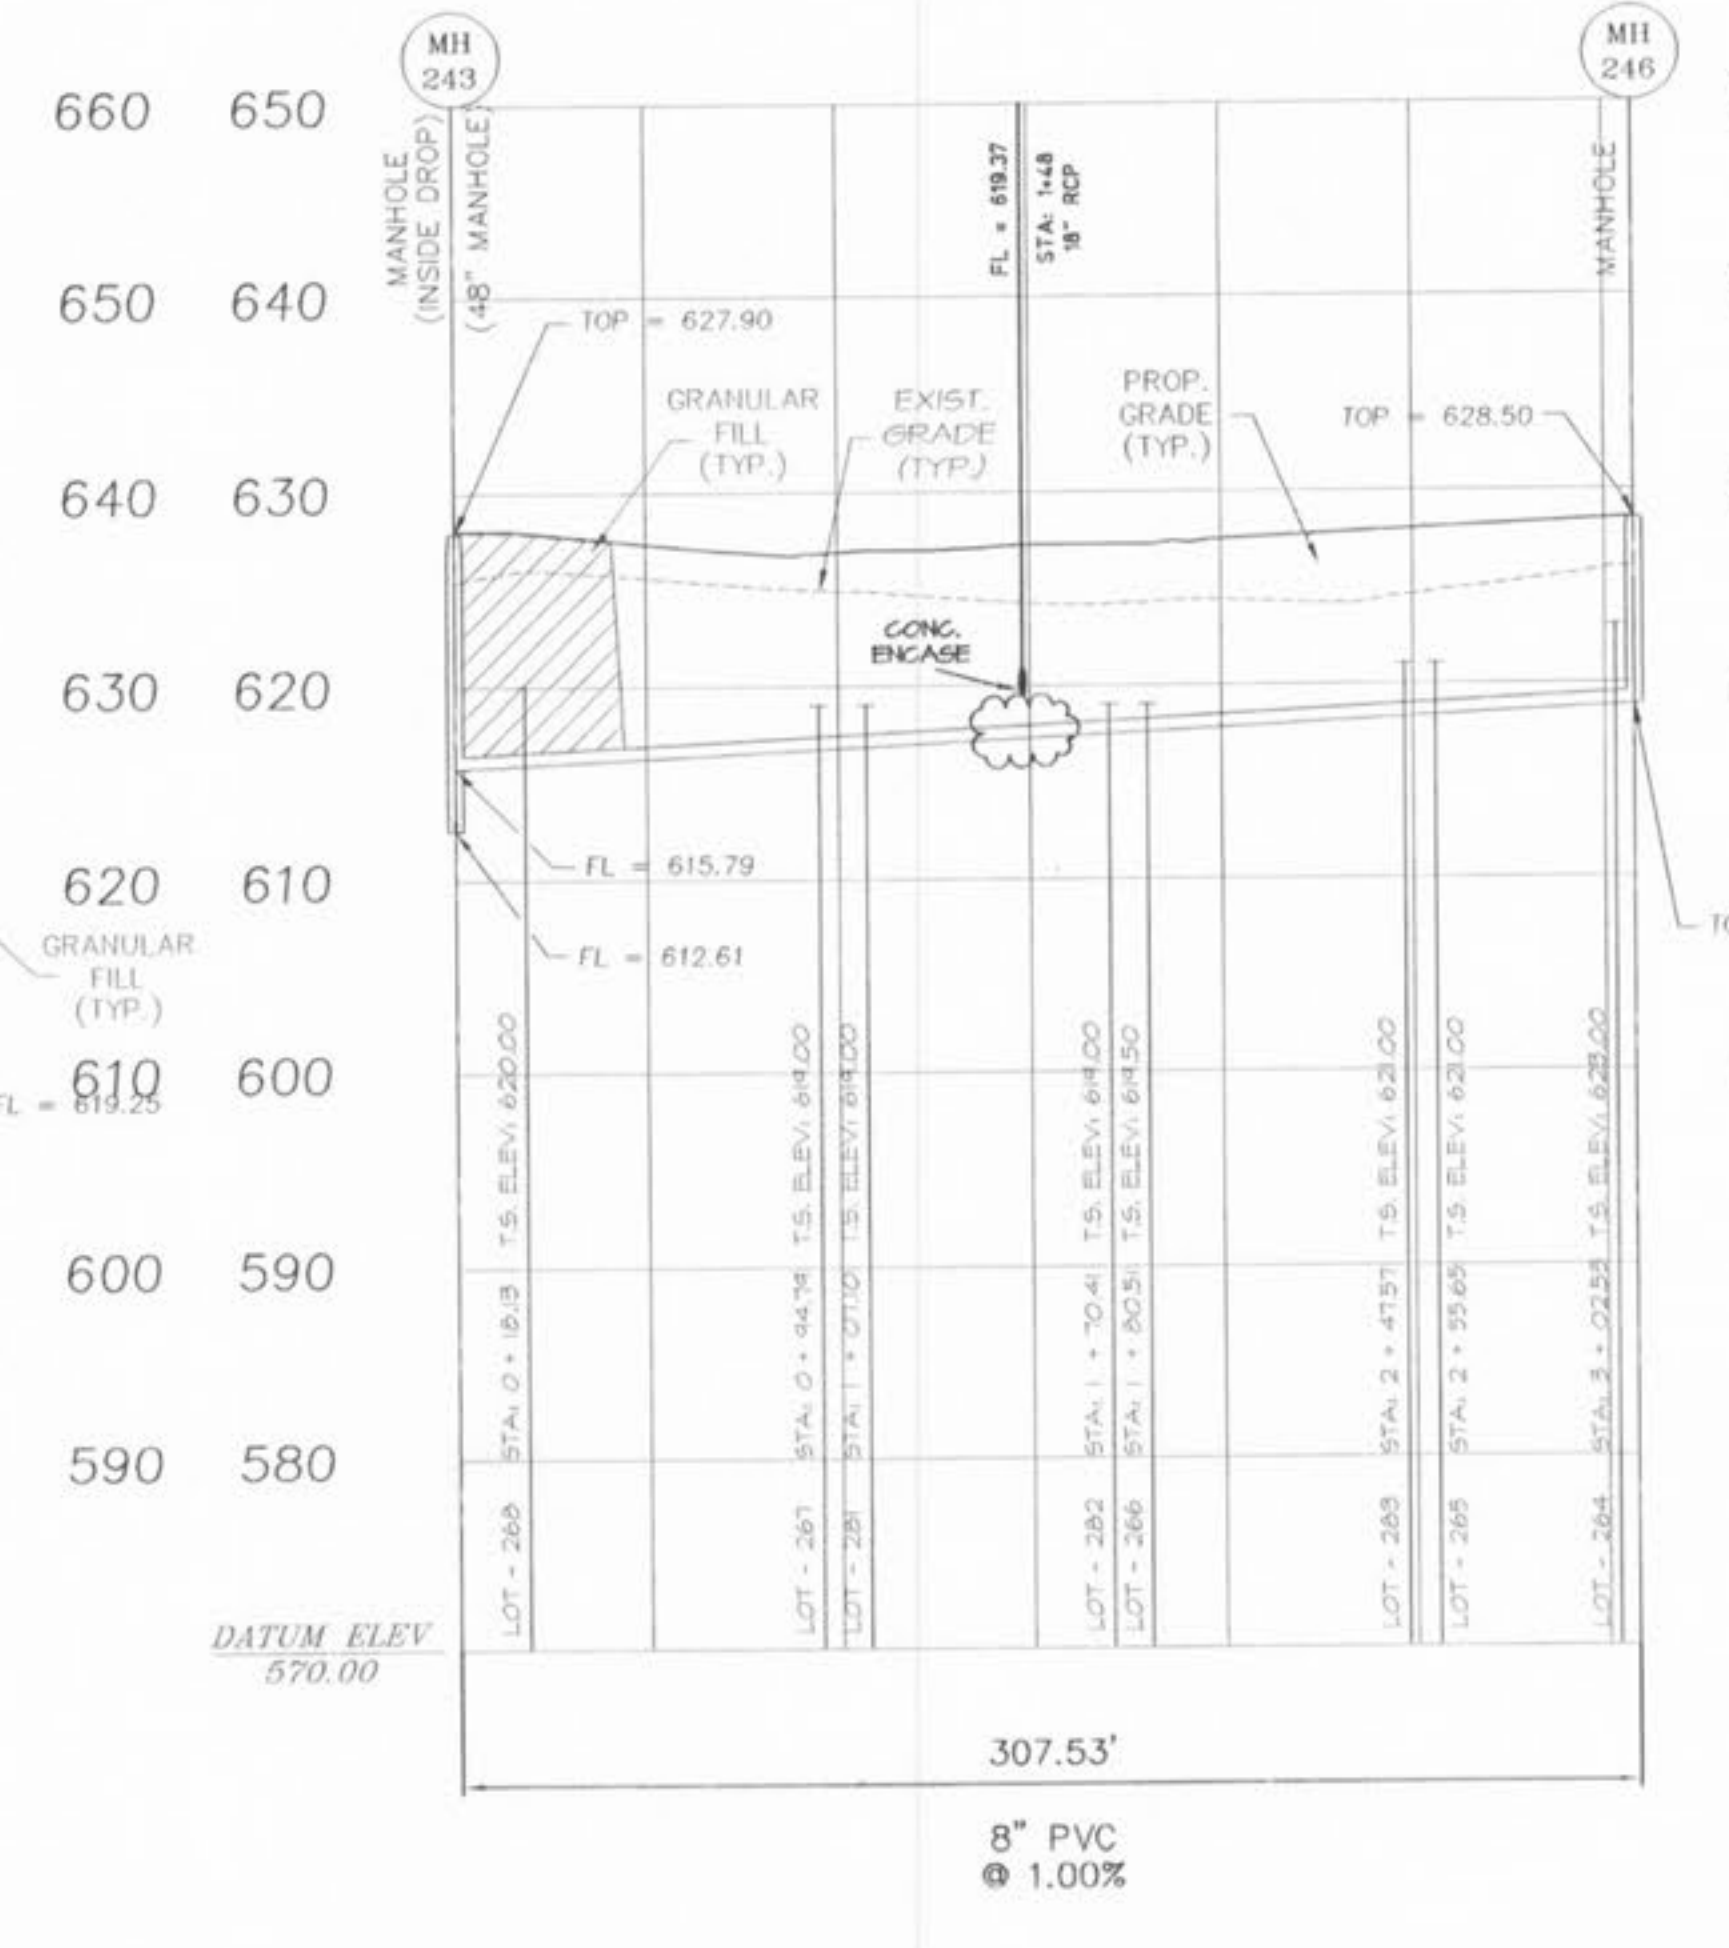 MH
243
MH
246
660 650
650 640
640 630
630 620
620 610
610 600
600 590
590 580
MANHOLE
(INSIDE DROP)
(48" MANHOLE)
TOP = 627.90
GRANULAR
FILL
(TYP.)
EXIST.
GRADE
(TYP.)
FL = 619.37
STA: 1+48
18" RCP
PROP.
GRADE
(TYP.)
TOP = 628.50
MANHOLE
CONC.
ENCASE
FL = 615.79
FL = 612.61
GRANULAR
FILL
(TYP.)
FL = 619.25
LOT - 268 STA: 0 + 18.13 T.S. ELEV: 620.00
LOT - 267 STA: 0 + 94.79 T.S. ELEV: 619.00
LOT - 281 STA: 1 + 07.10 T.S. ELEV: 619.00
LOT - 282 STA: 1 + 70.41 T.S. ELEV: 619.00
LOT - 266 STA: 1 + 80.51 T.S. ELEV: 619.50
LOT - 283 STA: 2 + 47.57 T.S. ELEV: 621.00
LOT - 265 STA: 2 + 55.65 T.S. ELEV: 621.00
LOT - 264 STA: 3 + 02.53 T.S. ELEV: 623.00
DATUM ELEV
570.00
307.53'
8" PVC
@ 1.00%